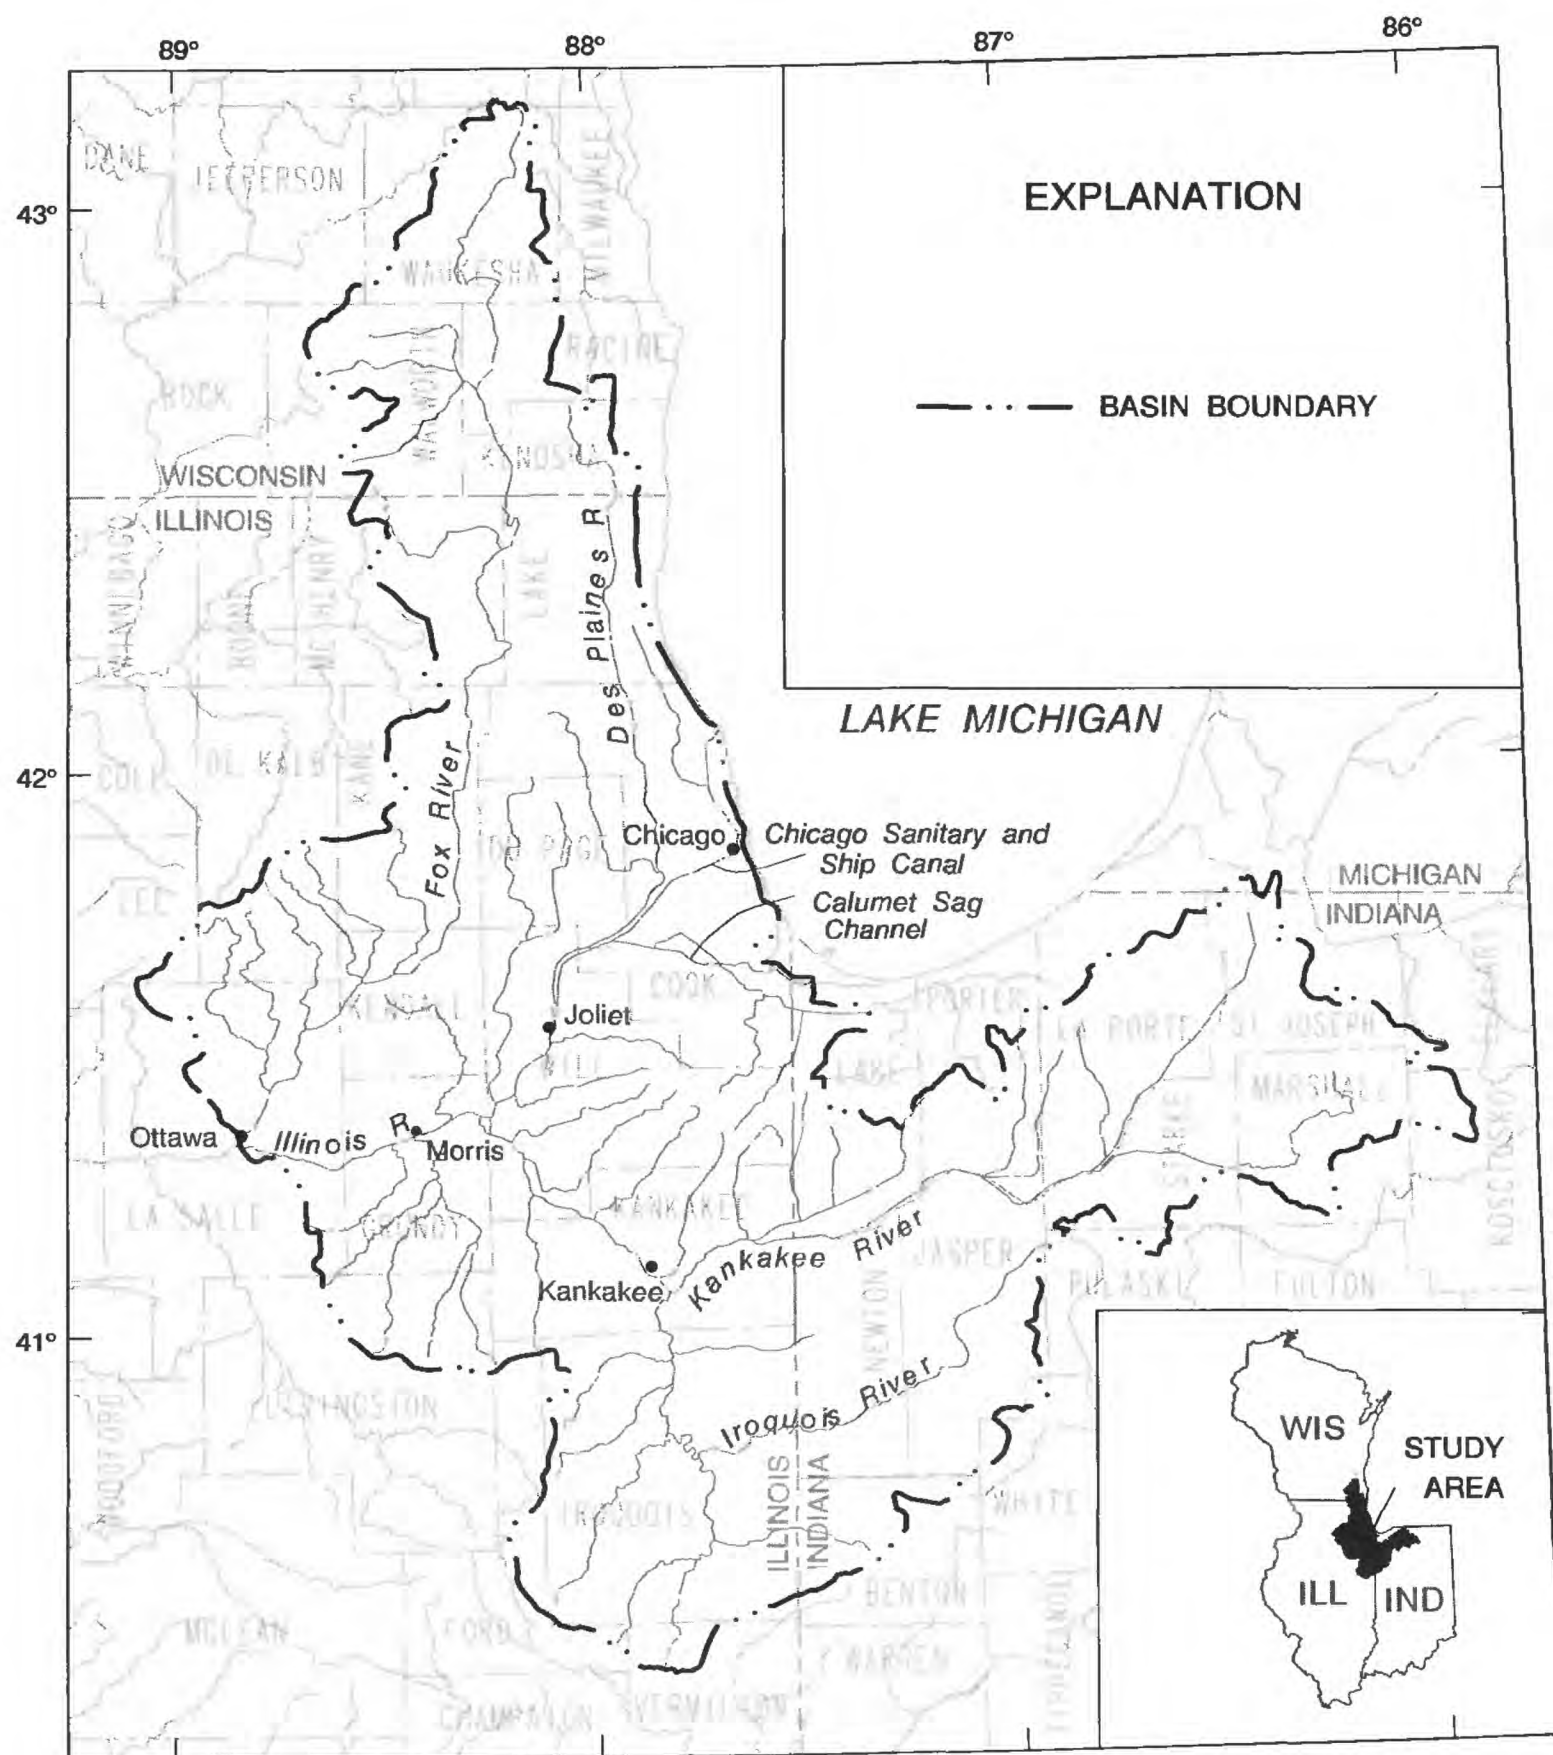 89°
88°
87°
86°
43°
42°
41°
EXPLANATION
BASIN BOUNDARY
DANE
JEFFERSON
MILWAUKEE
WAUKESHA
WALWORTH
RACINE
ROCK
KENOSHA
WISCONSIN
ILLINOIS
WINNEBAGO
BOONE
MC HENRY
LAKE
Des Plaines R
LAKE MICHIGAN
DE KALB
KANE
Fox River
DU PAGE
Chicago
Chicago Sanitary and
Ship Canal
Calumet Sag
Channel
MICHIGAN
INDIANA
LEE
KENDALL
COOK
Joliet
WILL
PORTER
LA PORTE
ST JOSEPH
LAKE
MARSHALL
STARKE
KOSCIUSKO
Ottawa
Illinois R
Morris
LA SALLE
GRUNDY
KANKAKEE
Kankakee
Kankakee River
JASPER
NEWTON
PULASKI
FULTON
Iroquois River
WOODFORD
LIVINGSTON
IROQUOIS
ILLINOIS
INDIANA
WHITE
BENTON
MCLEAN
FORD
WARREN
TIPPECANOE
CHAMPAIGN
VERMILION
WIS
STUDY
AREA
ILL
IND